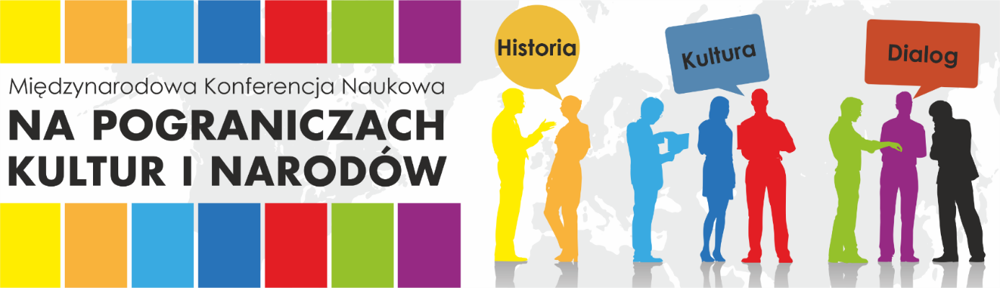 Międzynarodowa Konferencja Naukowa
NA POGRANICZACH
KULTUR I NARODÓW
Historia
Kultura
Dialog